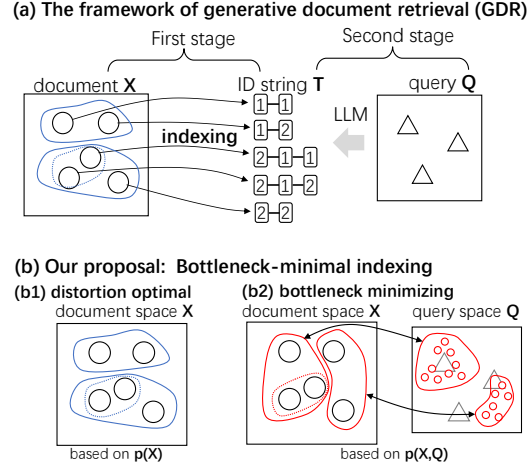 (a) The framework of generative document retrieval (GDR)
First stage
Second stage
document X
ID string T
query Q
1 1
1 2
indexing
LLM
2 1 1
2 1 2
2 2
(b) Our proposal: Bottleneck-minimal indexing
(b1) distortion optimal
(b2) bottleneck minimizing
document space X
document space X
query space Q
based on p(X)
based on p(X,Q)